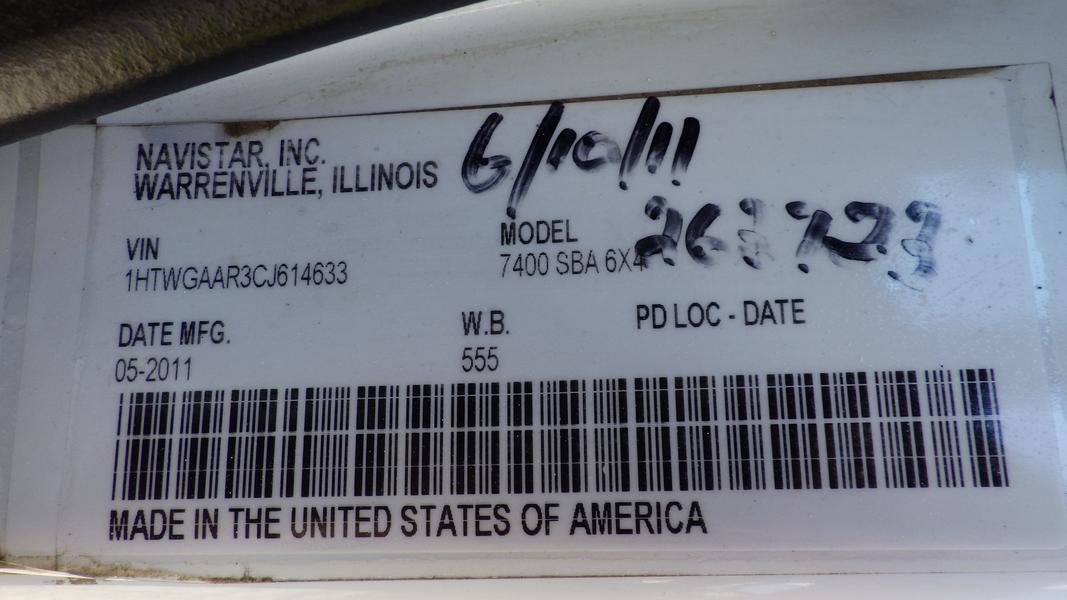 NAVISTAR, INC.
WARRENVILLE, ILLINOIS
6/10/11
VIN
1HTWGAAR3CJ614633
MODEL
7400 SBA 6X4
DATE MFG.
05-2011
W.B.
555
PD LOC - DATE
MADE IN THE UNITED STATES OF AMERICA